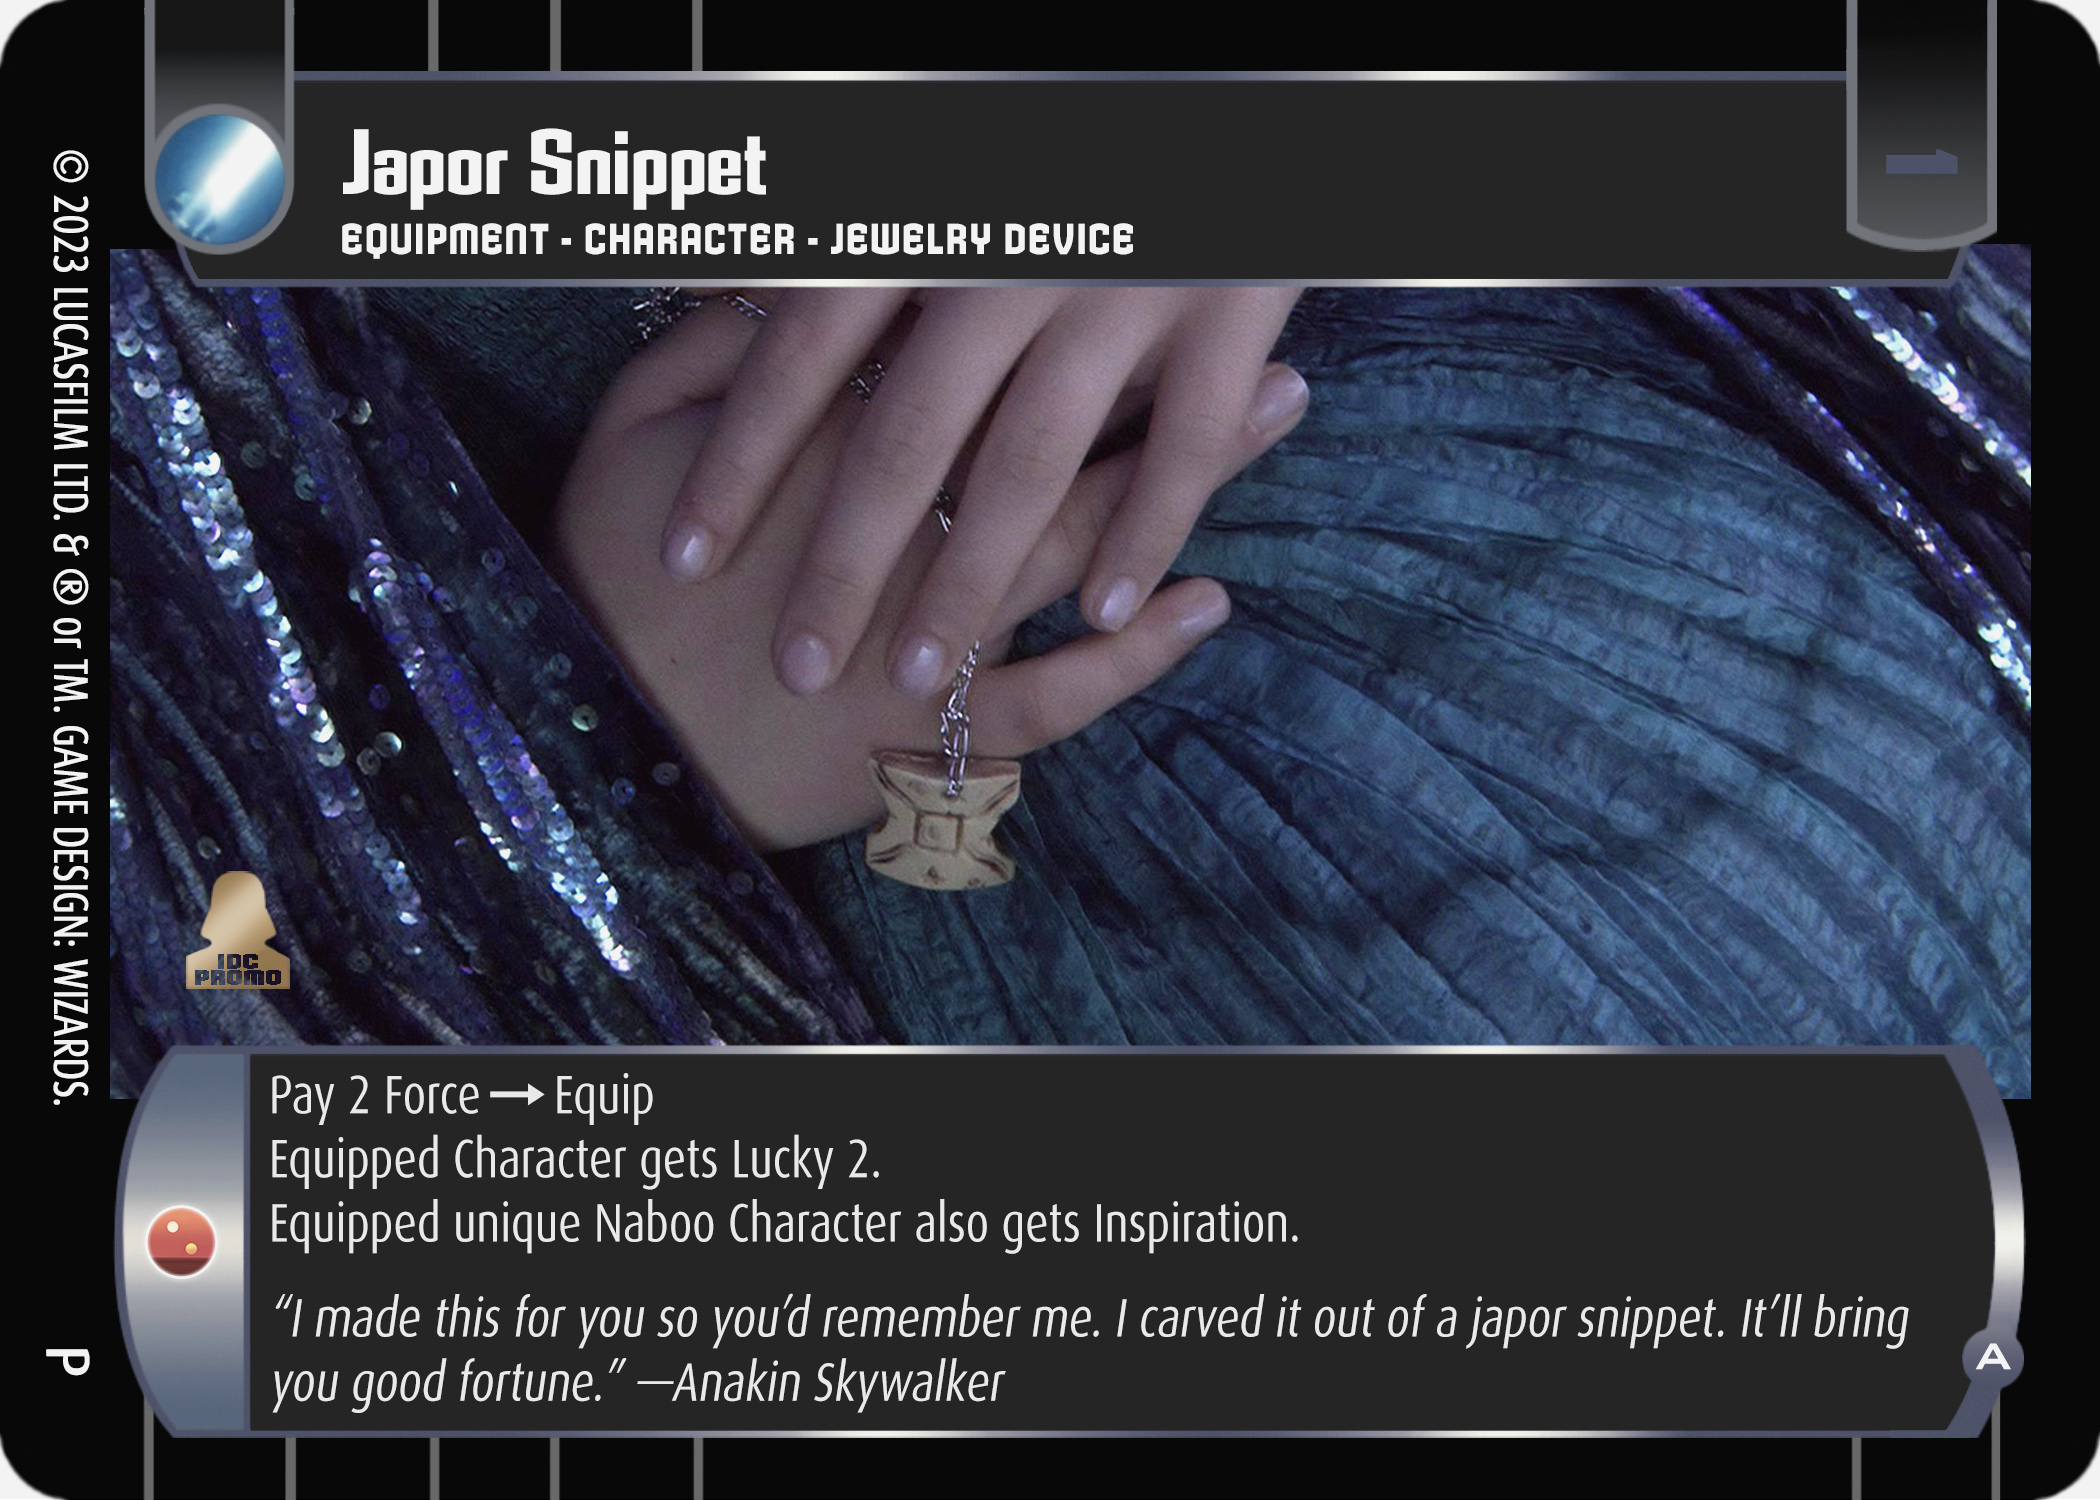 Japor Snippet
1
EQUIPMENT - CHARACTER - JEWELRY DEVICE
© 2023 LUCASFILM LTD. & ® or TM. GAME DESIGN: WIZARDS.
IDC
PROMO
Pay 2 Force → Equip
Equipped Character gets Lucky 2.
Equipped unique Naboo Character also gets Inspiration.
“I made this for you so you’d remember me. I carved it out of a japor snippet. It’ll bring
you good fortune.” —Anakin Skywalker
P
A